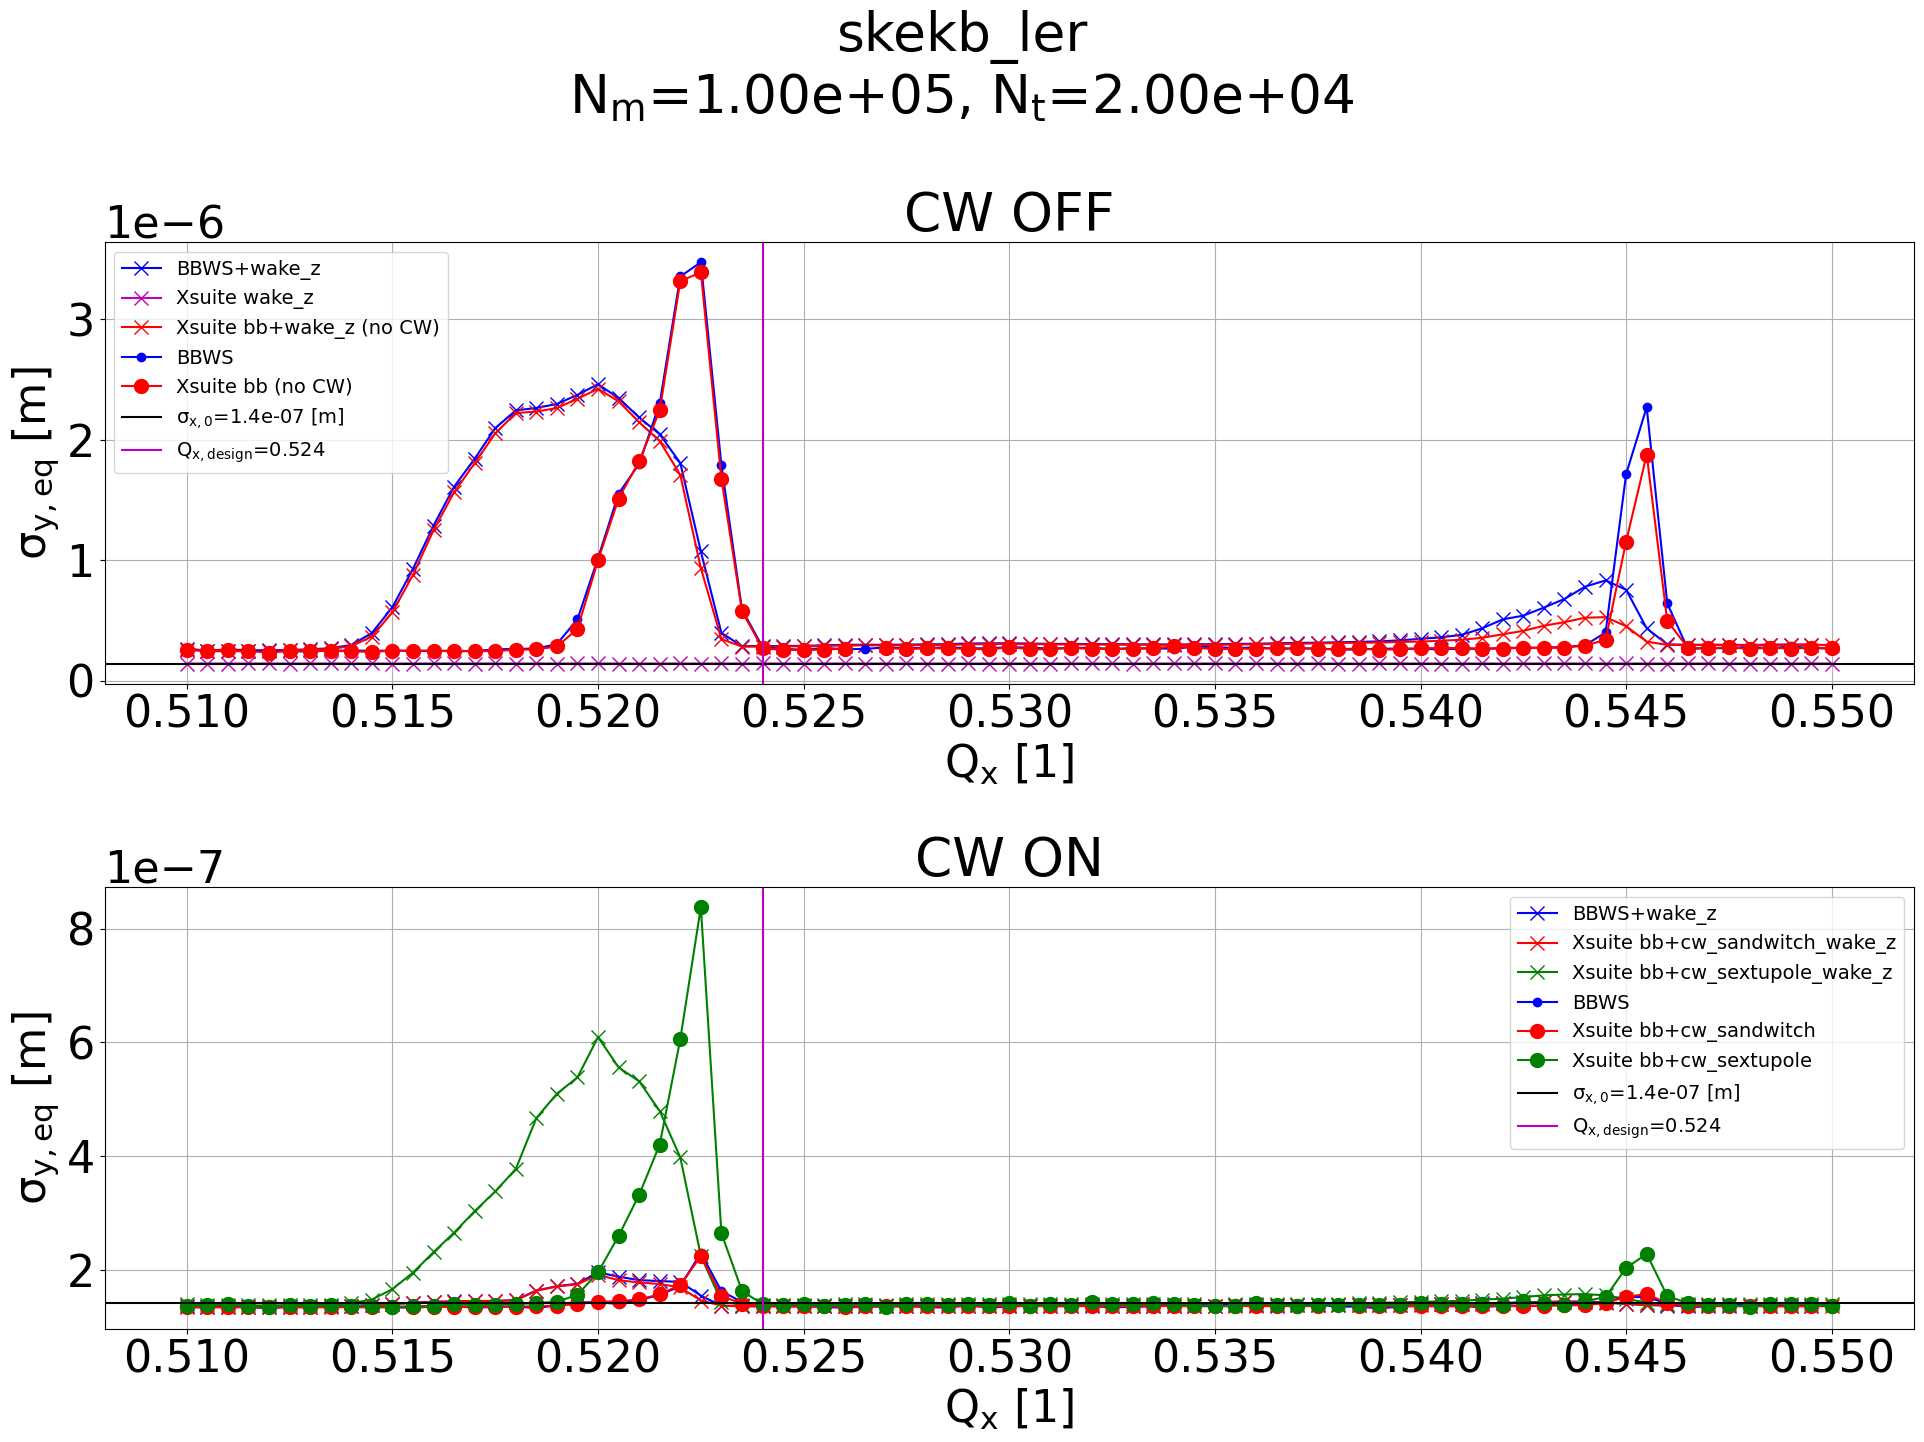 skekb_ler
Nm=1.00e+05, Nt=2.00e+04
CW OFF
1e−6
BBWS+wake_z
Xsuite wake_z
Xsuite bb+wake_z (no CW)
BBWS
Xsuite bb (no CW)
σx,0=1.4e-07 [m]
Qx,design=0.524
σy,eq [m]
3
2
1
0
0.510 0.515 0.520 0.525 0.530 0.535 0.540 0.545 0.550
Qx [1]
CW ON
1e−7
BBWS+wake_z
Xsuite bb+cw_sandwitch_wake_z
Xsuite bb+cw_sextupole_wake_z
BBWS
Xsuite bb+cw_sandwitch
Xsuite bb+cw_sextupole
σx,0=1.4e-07 [m]
Qx,design=0.524
σy,eq [m]
8
6
4
2
0.510 0.515 0.520 0.525 0.530 0.535 0.540 0.545 0.550
Qx [1]